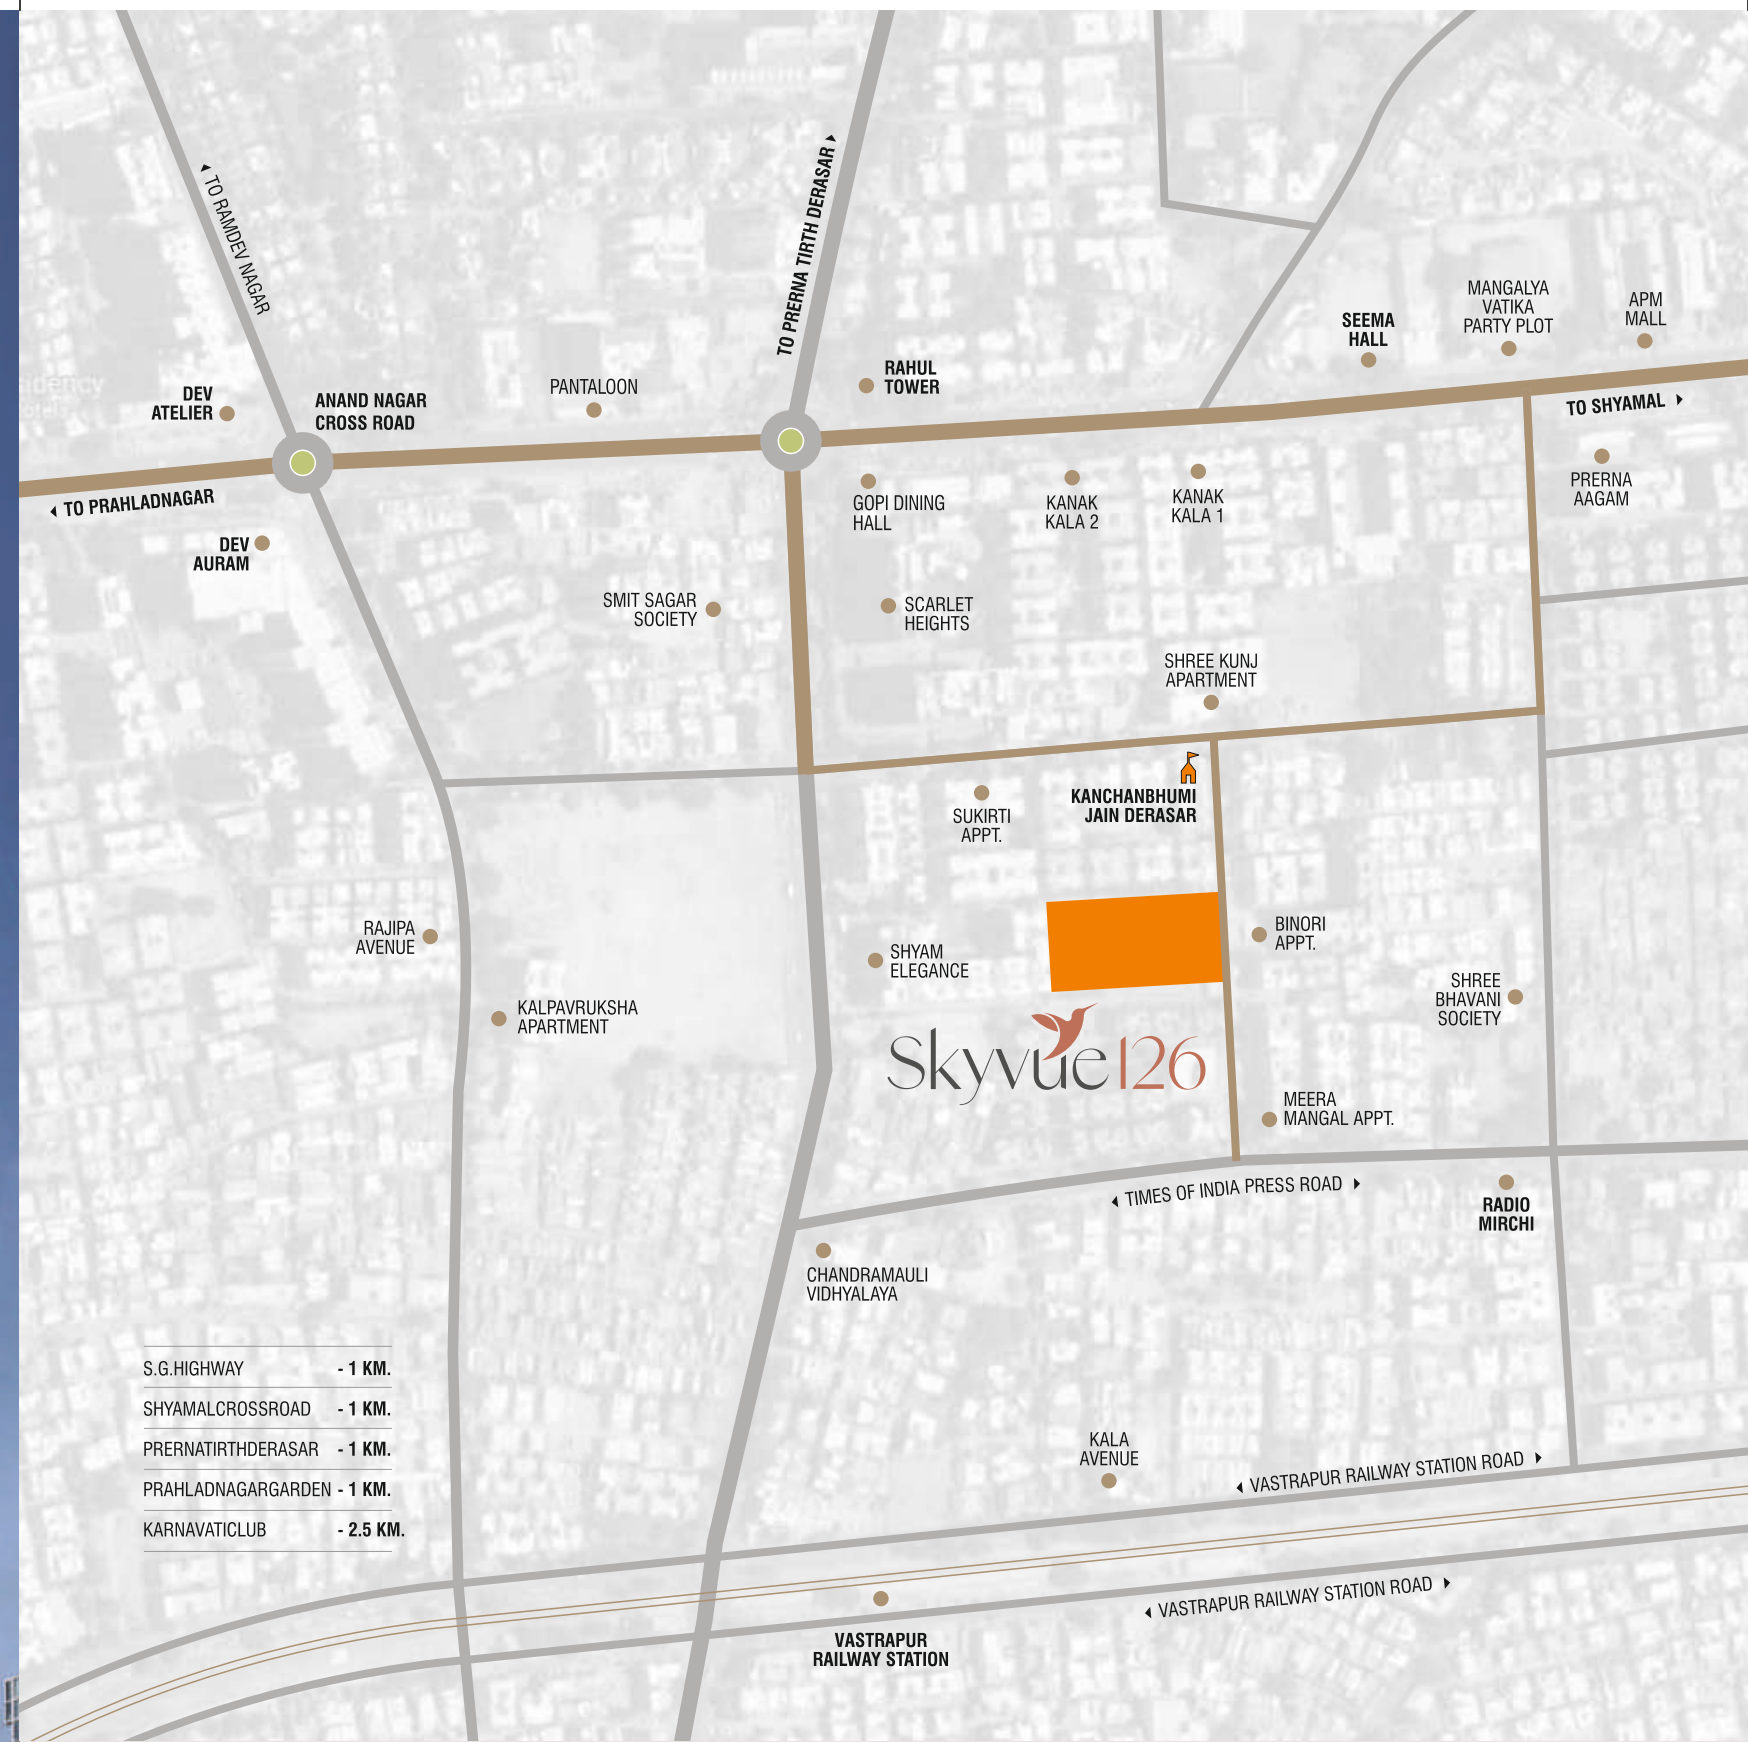 TO RAMDEV NAGAR
TO PRERNA TIRTH DERASAR
MANGALYA
VATIKA
PARTY PLOT
APM
MALL
SEEMA
HALL
RAHUL
TOWER
PANTALOON
DEV
ATELIER
ANAND NAGAR
CROSS ROAD
TO SHYAMAL
TO PRAHLADNAGAR
GOPI DINING
HALL
KANAK
KALA 2
KANAK
KALA 1
PRERNA
AAGAM
DEV
AURAM
SMIT SAGAR
SOCIETY
SCARLET
HEIGHTS
SHREE KUNJ
APARTMENT
SUKIRTI
APPT.
KANCHANBHUMI
JAIN DERASAR
RAJIPA
AVENUE
SHYAM
ELEGANCE
BINORI
APPT.
SHREE
BHAVANI
SOCIETY
KALPAVRUKSHA
APARTMENT
Skyvue126
MEERA
MANGAL APPT.
TIMES OF INDIA PRESS ROAD
RADIO
MIRCHI
CHANDRAMAULI
VIDHYALAYA
S.G.HIGHWAY - 1 KM.
SHYAMALCROSSROAD - 1 KM.
PRERNATIRTHDERASAR - 1 KM.
PRAHLADNAGARGARDEN - 1 KM.
KARNAVATICLUB - 2.5 KM.
KALA
AVENUE
VASTRAPUR RAILWAY STATION ROAD
VASTRAPUR RAILWAY STATION ROAD
VASTRAPUR
RAILWAY STATION